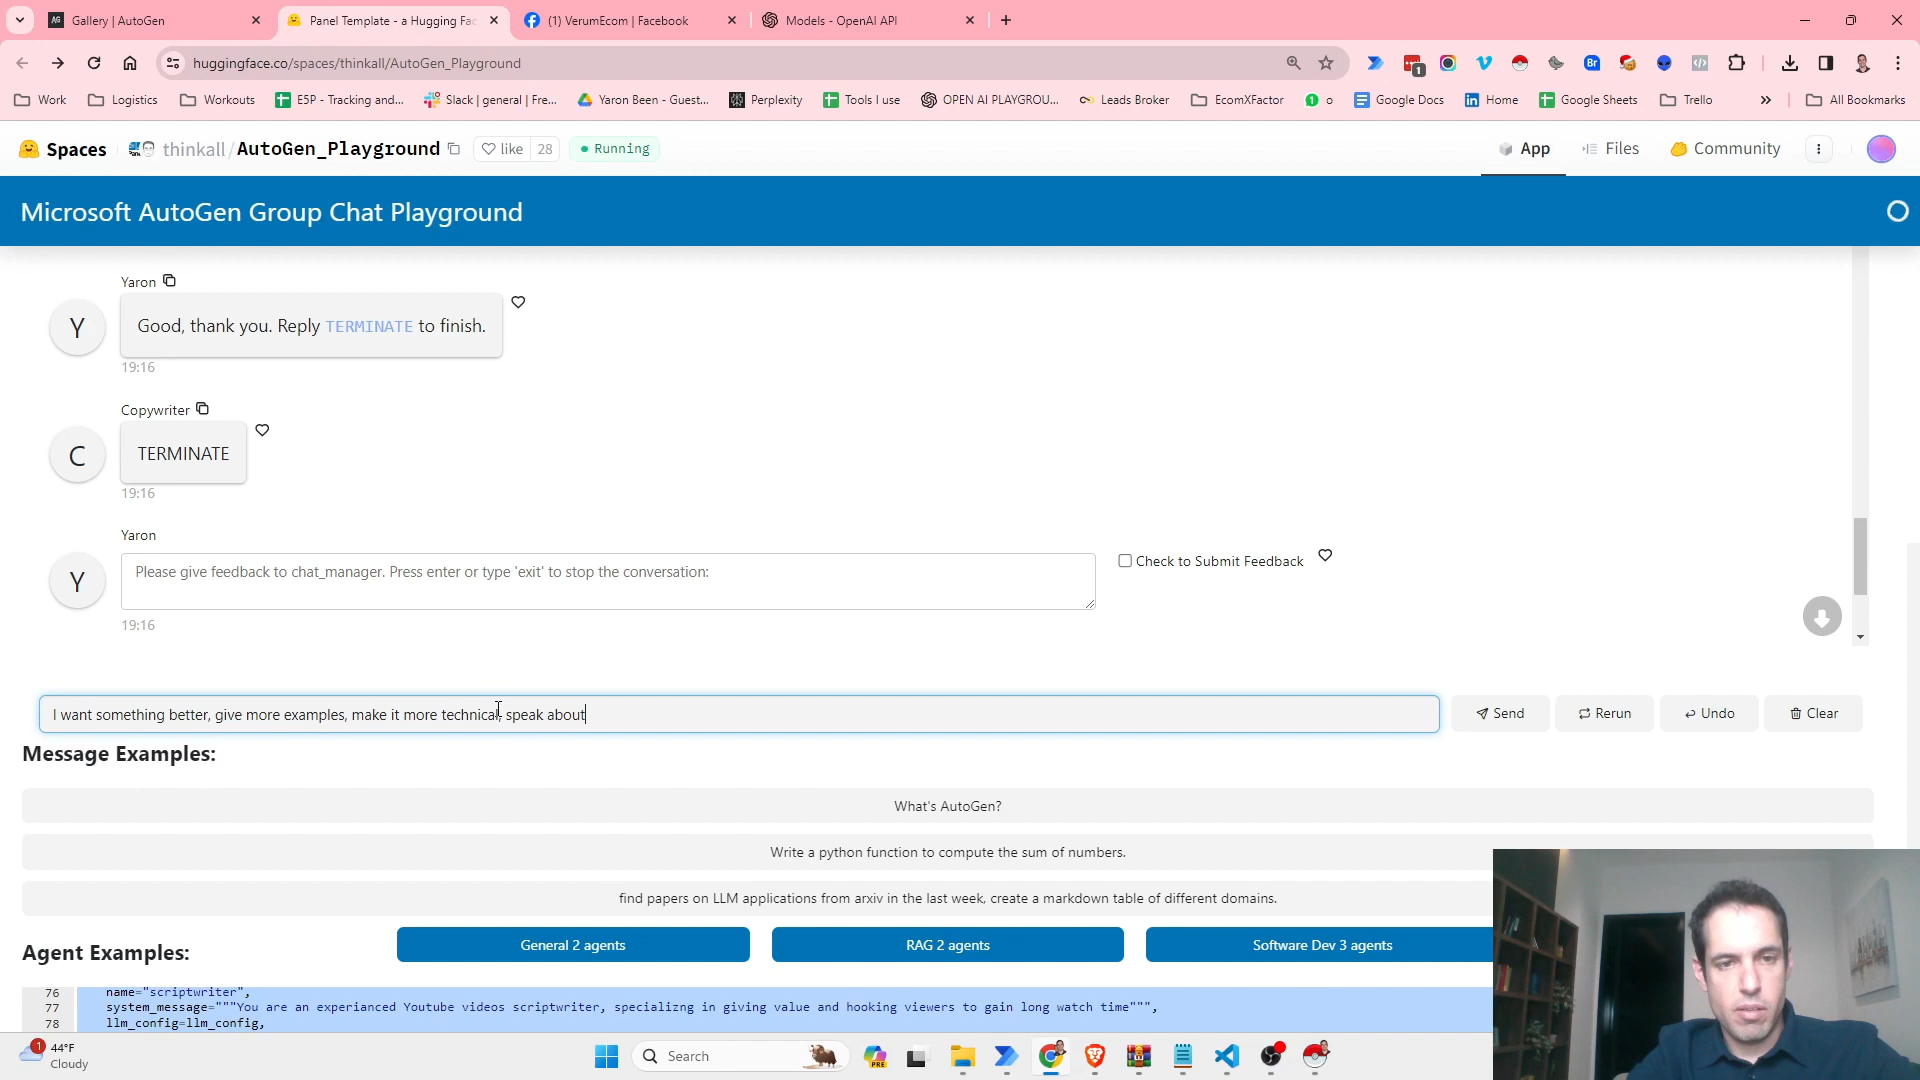 Gallery | AutoGen
Panel Template - a Hugging Fac
(1) VerumEcom | Facebook
Models - OpenAI API
huggingface.co/spaces/thinkall/AutoGen_Playground
1
Work
Logistics
Workouts
E5P - Tracking and...
Slack | general | Fre...
Yaron Been - Guest...
Perplexity
Tools I use
OPEN AI PLAYGROU...
Leads Broker
EcomXFactor
o
Google Docs
Home
Google Sheets
Trello
All Bookmarks
Spaces
thinkall/AutoGen_Playground
like 28
Running
App
Files
Community
Microsoft AutoGen Group Chat Playground
Yaron
Y
Good, thank you. Reply TERMINATE to finish.
19:16
Copywriter
C
TERMINATE
19:16
Yaron
Y
Please give feedback to chat_manager. Press enter or type 'exit' to stop the conversation:
Check to Submit Feedback
19:16
I want something better, give more examples, make it more technical, speak about
Send
Rerun
Undo
Clear
Message Examples:
What's AutoGen?
Write a python function to compute the sum of numbers.
find papers on LLM applications from arxiv in the last week, create a markdown table of different domains.
Agent Examples:
General 2 agents
RAG 2 agents
Software Dev 3 agents
76 name="scriptwriter",
77 system_message="""You are an experianced Youtube videos scriptwriter, specializng in giving value and hooking viewers to gain long watch time""",
78 llm_config=llm_config,
1
44°F
Cloudy
Search
PRE